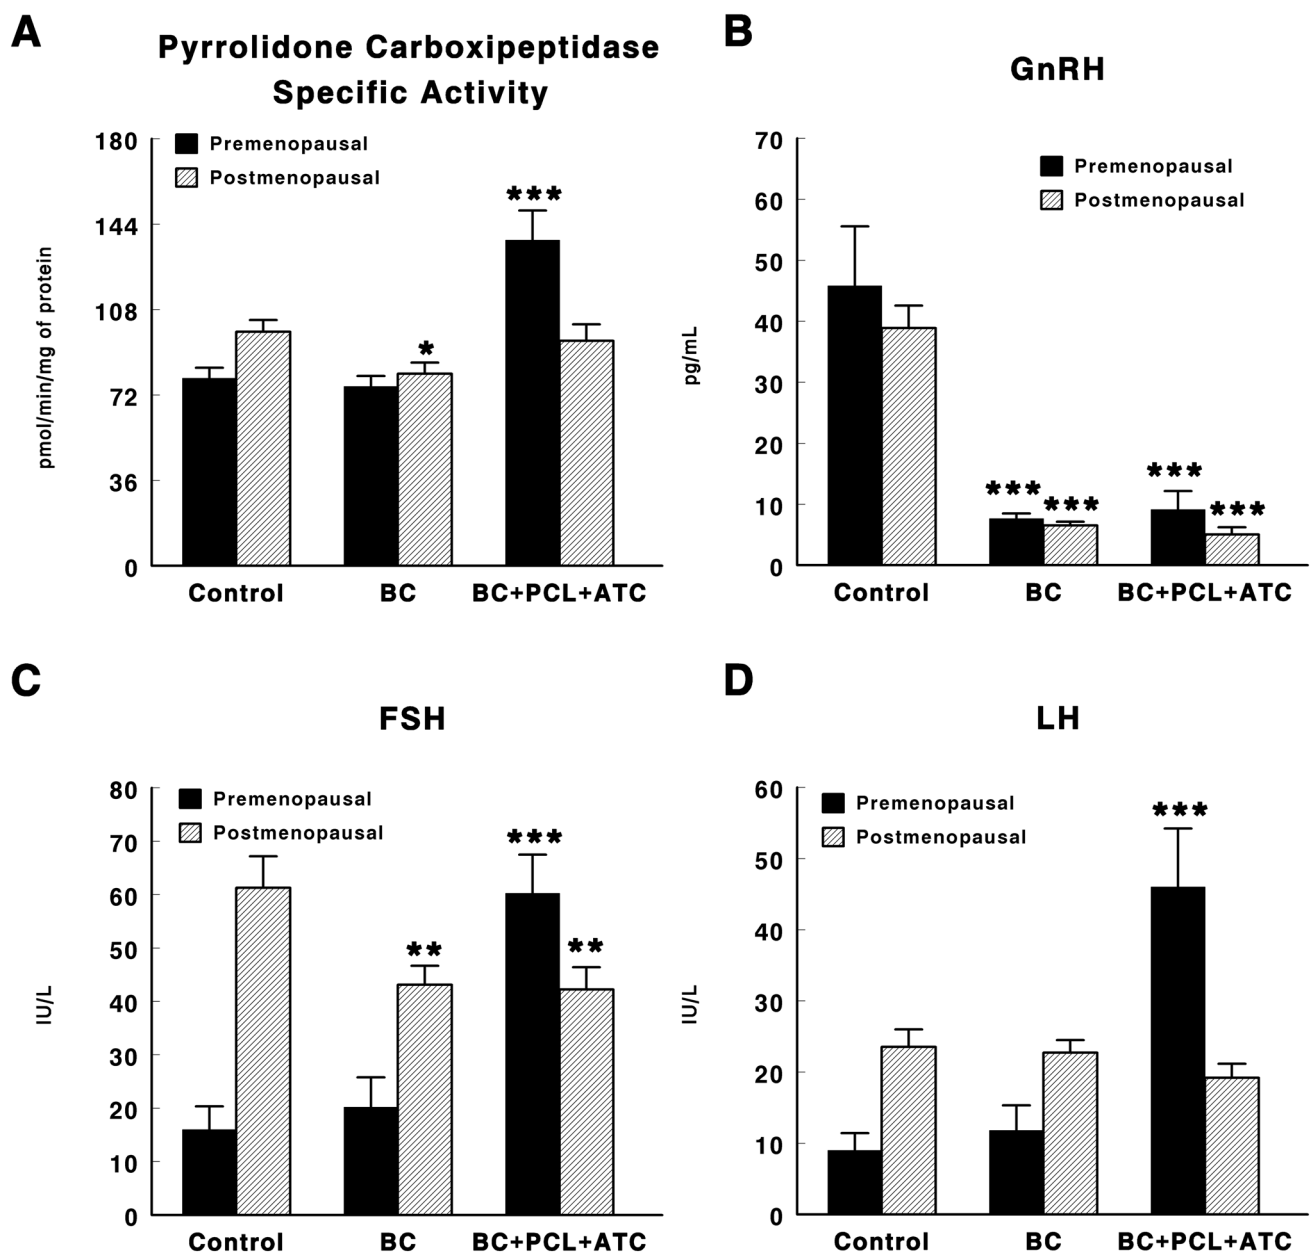 A
Pyrrolidone Carboxipeptidase
Specific Activity
180
144
108
72
36
0
pmol/min/mg of protein
Premenopausal
Postmenopausal
*
***
Control BC BC+PCL+ATC
B
GnRH
70
60
50
40
30
20
10
0
pg/mL
Premenopausal
Postmenopausal
*** *** *** ***
Control BC BC+PCL+ATC
C
FSH
80
70
60
50
40
30
20
10
0
IU/L
Premenopausal
Postmenopausal
** *** **
Control BC BC+PCL+ATC
D
LH
60
50
40
30
20
10
0
IU/L
Premenopausal
Postmenopausal
***
Control BC BC+PCL+ATC